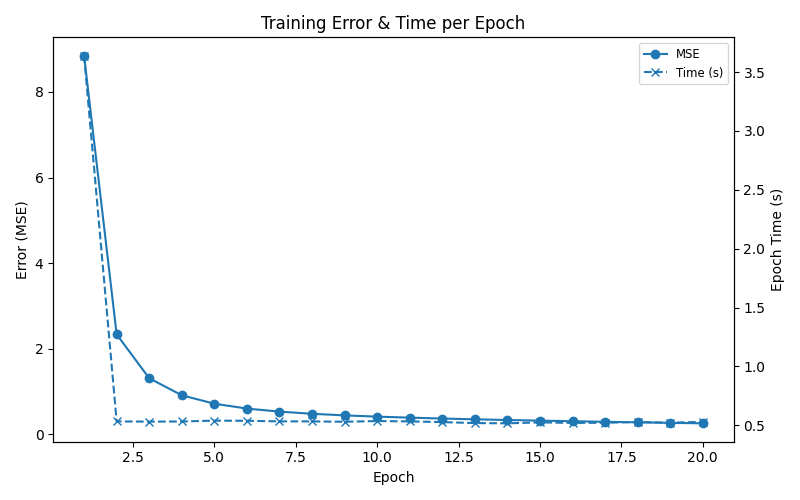 Training Error & Time per Epoch
MSE
Time (s)
Error (MSE)
8
6
4
2
0
3.5
3.0
2.5
2.0
1.5
1.0
0.5
Epoch Time (s)
2.5 5.0 7.5 10.0 12.5 15.0 17.5 20.0
Epoch